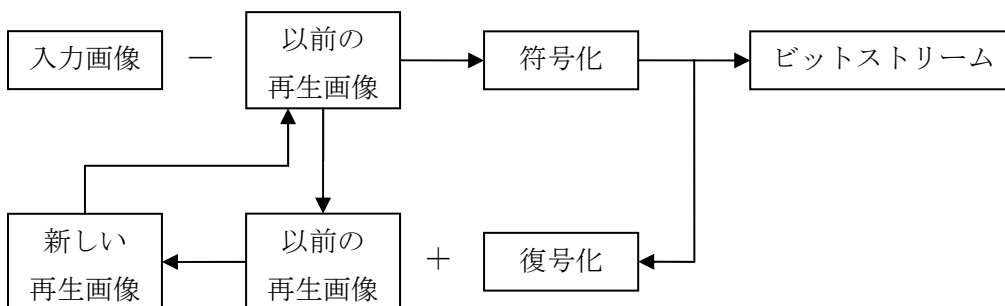 入力画像
－
以前の
再生画像
符号化
ビットストリーム
新しい
再生画像
以前の
再生画像
＋
復号化